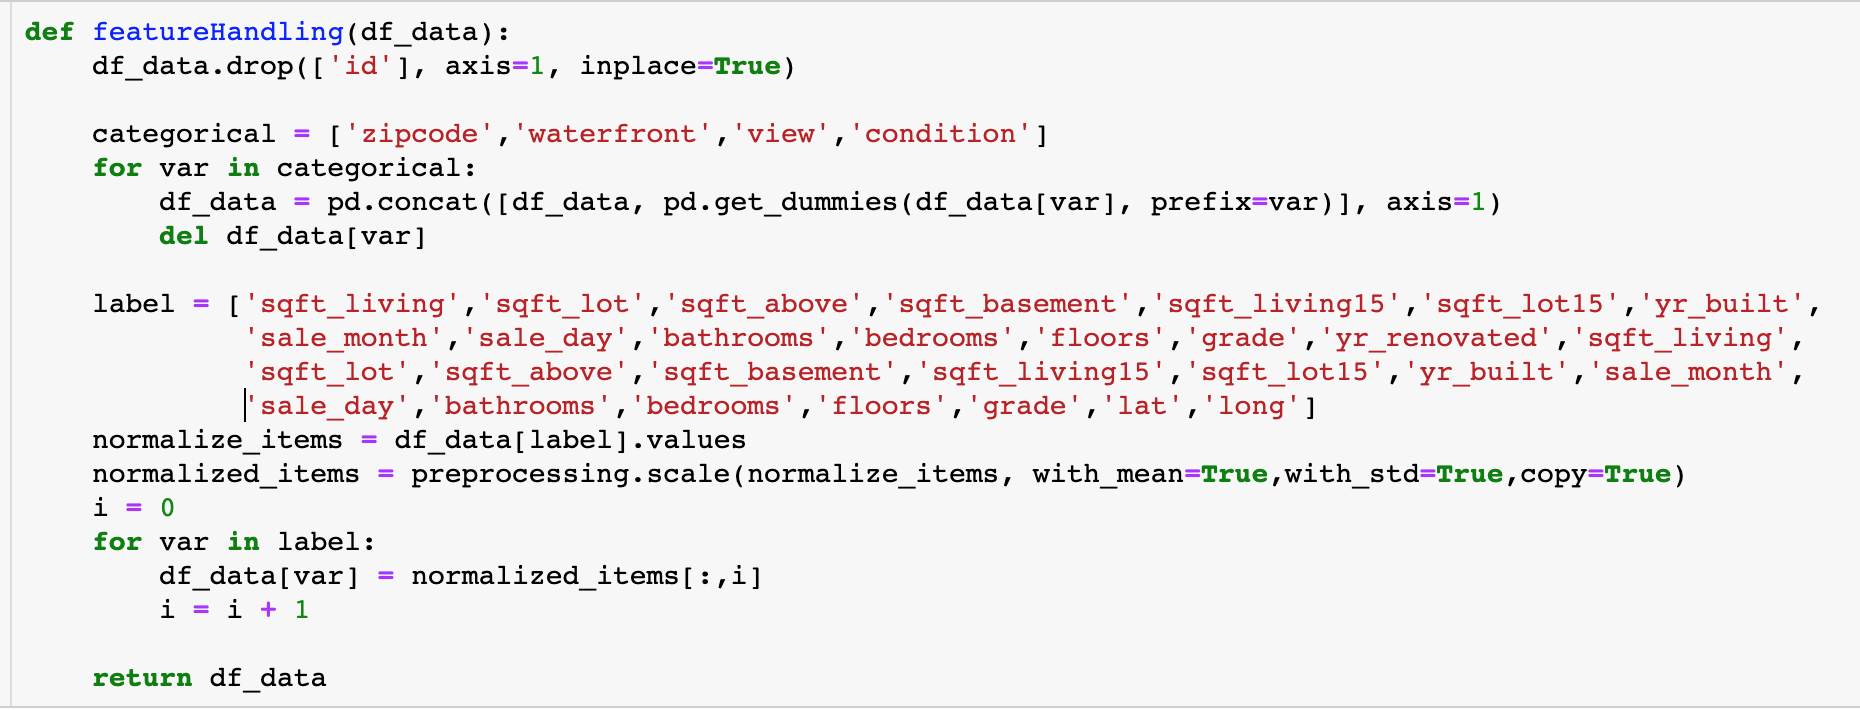 def featureHandling(df_data):
    df_data.drop(['id'], axis=1, inplace=True)

    categorical = ['zipcode','waterfront','view','condition']
    for var in categorical:
        df_data = pd.concat([df_data, pd.get_dummies(df_data[var], prefix=var)], axis=1)
        del df_data[var]

    label = ['sqft_living','sqft_lot','sqft_above','sqft_basement','sqft_living15','sqft_lot15','yr_built',
             'sale_month','sale_day','bathrooms','bedrooms','floors','grade','yr_renovated','sqft_living',
             'sqft_lot','sqft_above','sqft_basement','sqft_living15','sqft_lot15','yr_built','sale_month',
             'sale_day','bathrooms','bedrooms','floors','grade','lat','long']
    normalize_items = df_data[label].values
    normalized_items = preprocessing.scale(normalize_items, with_mean=True,with_std=True,copy=True)
    i = 0
    for var in label:
        df_data[var] = normalized_items[:,i]
        i = i + 1

    return df_data